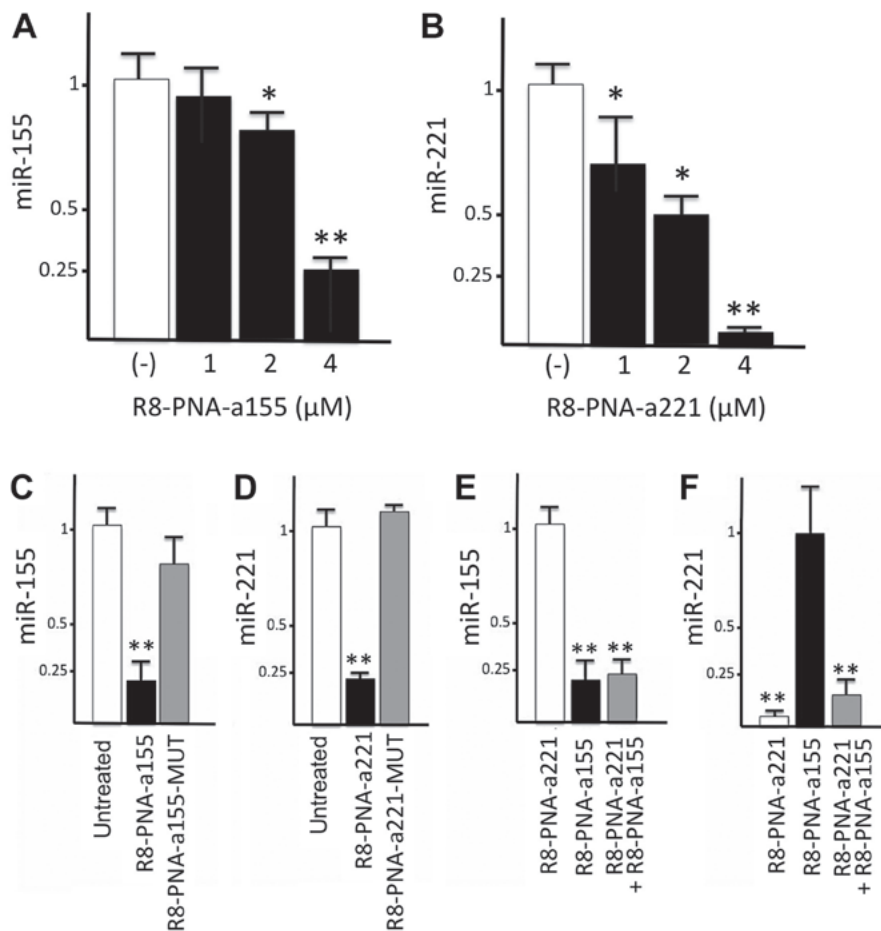 A
miR-155
1
0.5
0.25
*
**
(-) 1 2 4
R8-PNA-a155 (µM)
B
miR-221
1
0.5
0.25
*
*
**
(-) 1 2 4
R8-PNA-a221 (µM)
C
miR-155
1
0.5
0.25
**
Untreated
R8-PNA-a155
R8-PNA-a155-MUT
D
miR-221
1
0.5
0.25
**
Untreated
R8-PNA-a221
R8-PNA-a221-MUT
E
miR-155
1
0.5
0.25
** **
R8-PNA-a221
R8-PNA-a155
R8-PNA-a221
+ R8-PNA-a155
F
miR-221
1
0.5
0.25
**
**
R8-PNA-a221
R8-PNA-a155
R8-PNA-a221
+ R8-PNA-a155